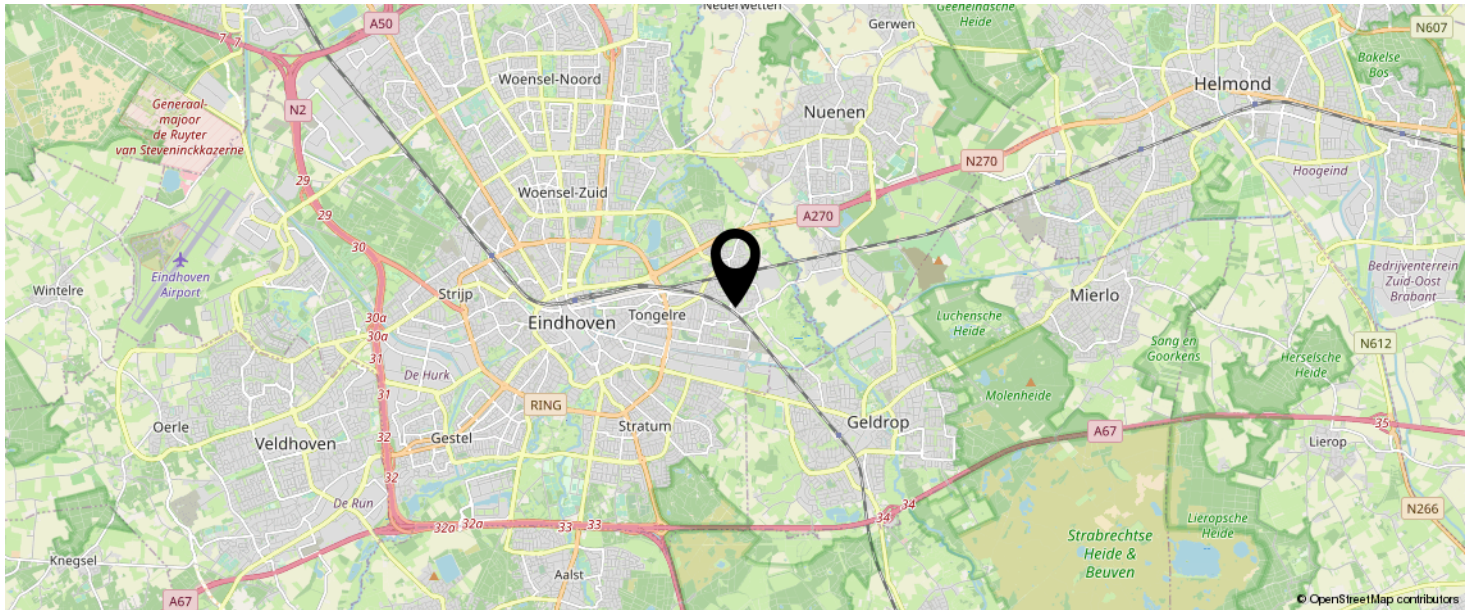 Nederwetten
Geeneindsche
Heide
A50
Gerwen
N607
7
7
Bakelse
Bos
Woensel-Noord
Helmond
Generaal-
majoor
de Ruyter
van Steveninckkazerne
N2
Nuenen
N270
Hoogeind
29
Woensel-Zuid
29
A270
30
Eindhoven
Airport
Bedrijventerrein
Zuid-Oost
Brabant
Wintelre
Strijp
Mierlo
30a
Eindhoven
Tongelre
Luchensche
Heide
30a
Sang en
Goorkens
N612
31
Herselsche
Heide
De Hurk
31
Molenheide
RING
Oerle
Stratum
Geldrop
35
32
Gestel
A67
Veldhoven
Lierop
32
De Run
34
N266
34
32a
32a
33
33
Lieropsche
Heide
Strabrechtse
Heide &
Beuven
Knegsel
Aalst
A67
© OpenStreetMap contributors